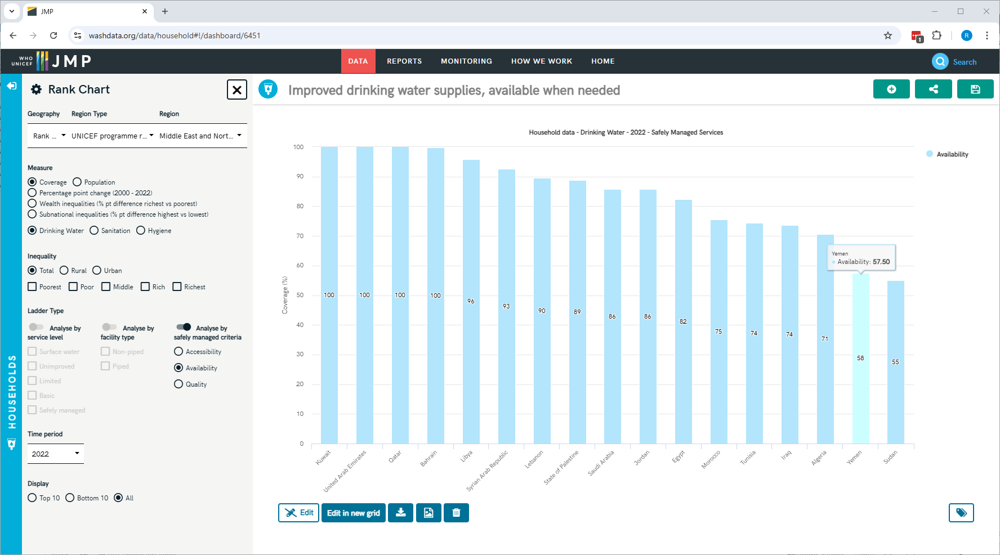 JMP
washdata.org/data/household#!/dashboard/6451
1
R
WHO
UNICEF
JMP
DATA
REPORTS
MONITORING
HOW WE WORK
HOME
Search
HOUSEHOLDS
Rank Chart
Geography
Region Type
Region
Rank ...
UNICEF programme r...
Middle East and Nort...
Measure
Coverage
Population
Percentage point change (2000 - 2022)
Wealth inequalities (% pt difference richest vs poorest)
Subnational inequalities (% pt difference highest vs lowest)
Drinking Water
Sanitation
Hygiene
Inequality
Total
Rural
Urban
Poorest
Poor
Middle
Rich
Richest
Ladder Type
Analyse by
service level
Surface water
Unimproved
Limited
Basic
Safely managed
Analyse by
facility type
Non-piped
Piped
Analyse by
safely managed criteria
Accessibility
Availability
Quality
Time period
2022
Display
Top 10
Bottom 10
All
Improved drinking water supplies, available when needed
Household data - Drinking Water - 2022 - Safely Managed Services
Availability
Coverage (%)
100
90
80
70
60
50
40
30
20
10
0
100
100
100
100
96
93
90
89
86
86
82
75
74
74
71
58
55
Yemen
Availability: 57.50
Kuwait
United Arab Emirates
Qatar
Bahrain
Libya
Syrian Arab Republic
Lebanon
State of Palestine
Saudi Arabia
Jordan
Egypt
Morocco
Tunisia
Iraq
Algeria
Yemen
Sudan
Edit
Edit in new grid